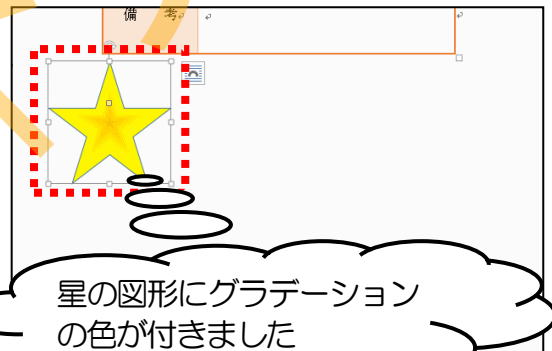 備　考
星の図形にグラデーション
の色が付きました